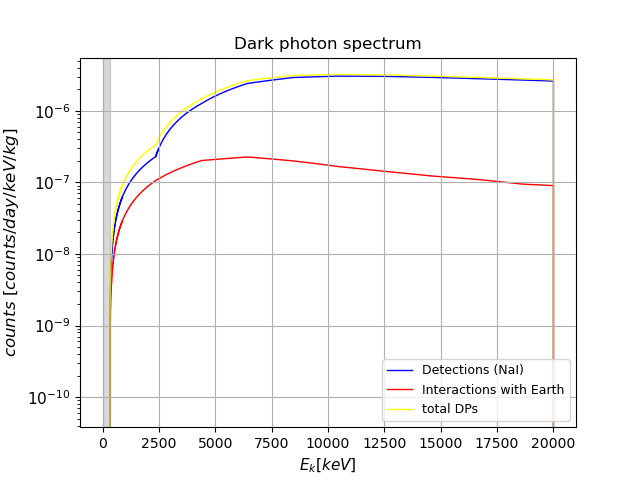 Dark photon spectrum
counts [counts/day/keV/kg]
10⁻⁶
10⁻⁷
10⁻⁸
10⁻⁹
10⁻¹⁰
Detections (NaI)
Interactions with Earth
total DPs
0 2500 5000 7500 10000 12500 15000 17500 20000
E_k[keV]